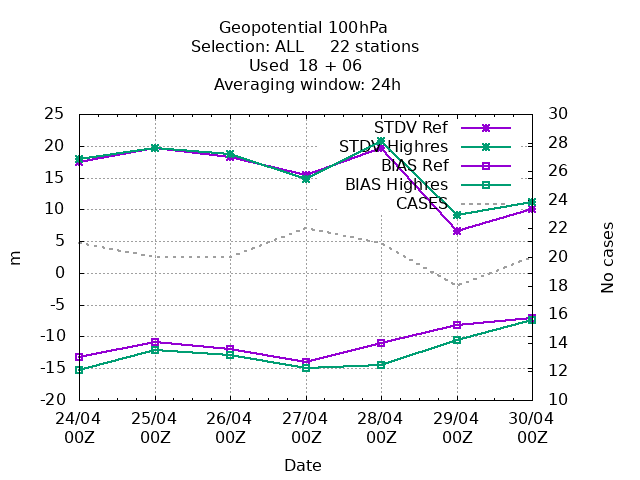 Geopotential 100hPa
Selection: ALL 22 stations
Used 18 + 06
Averaging window: 24h
25
20
15
10
5
0
-5
-10
-15
-20
m
30
28
26
24
22
20
18
16
14
12
10
No cases
STDV Ref
STDV Highres
BIAS Ref
BIAS Highres
CASES
24/04 25/04 26/04 27/04 28/04 29/04 30/04
00Z 00Z 00Z 00Z 00Z 00Z 00Z
Date